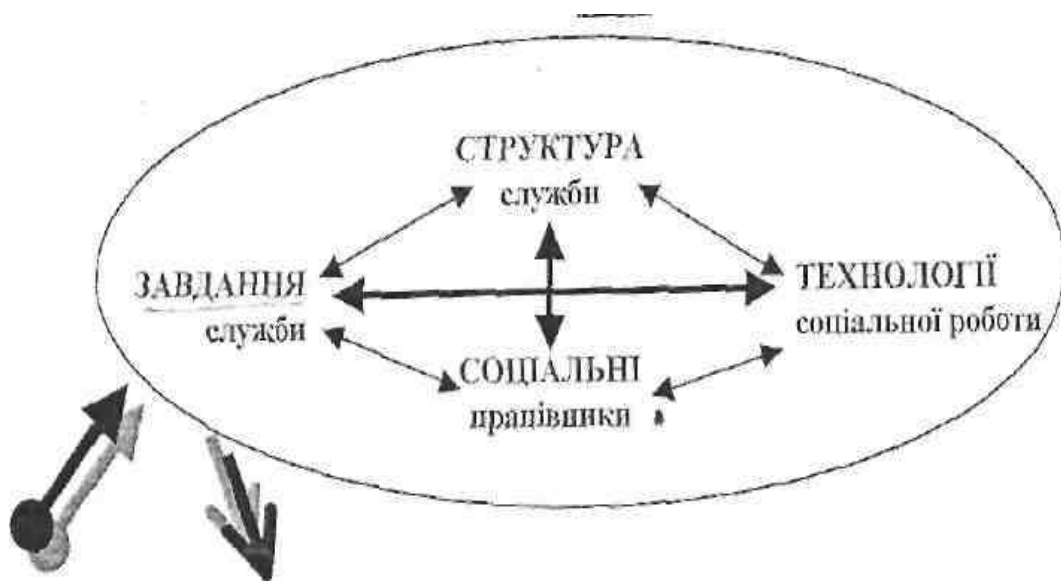 СТРУКТУРА
служби
ЗАВДАННЯ
служби
ТЕХНОЛОГІЇ
соціальної роботи
СОЦІАЛЬНІ
працівники